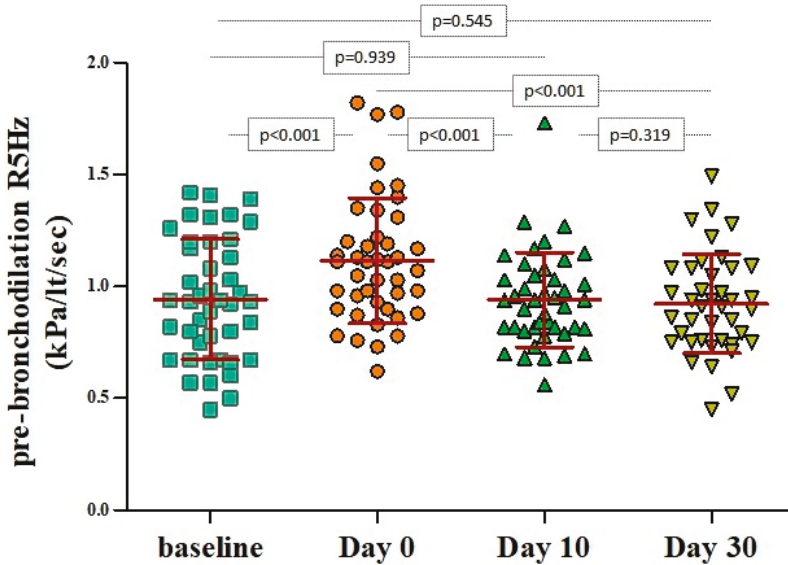 p=0.545
p=0.939
p<0.001
p<0.001
p<0.001
p=0.319
pre-bronchodilation R5Hz
(kPa/lt/sec)
2.0
1.5
1.0
0.5
0.0
baseline
Day 0
Day 10
Day 30